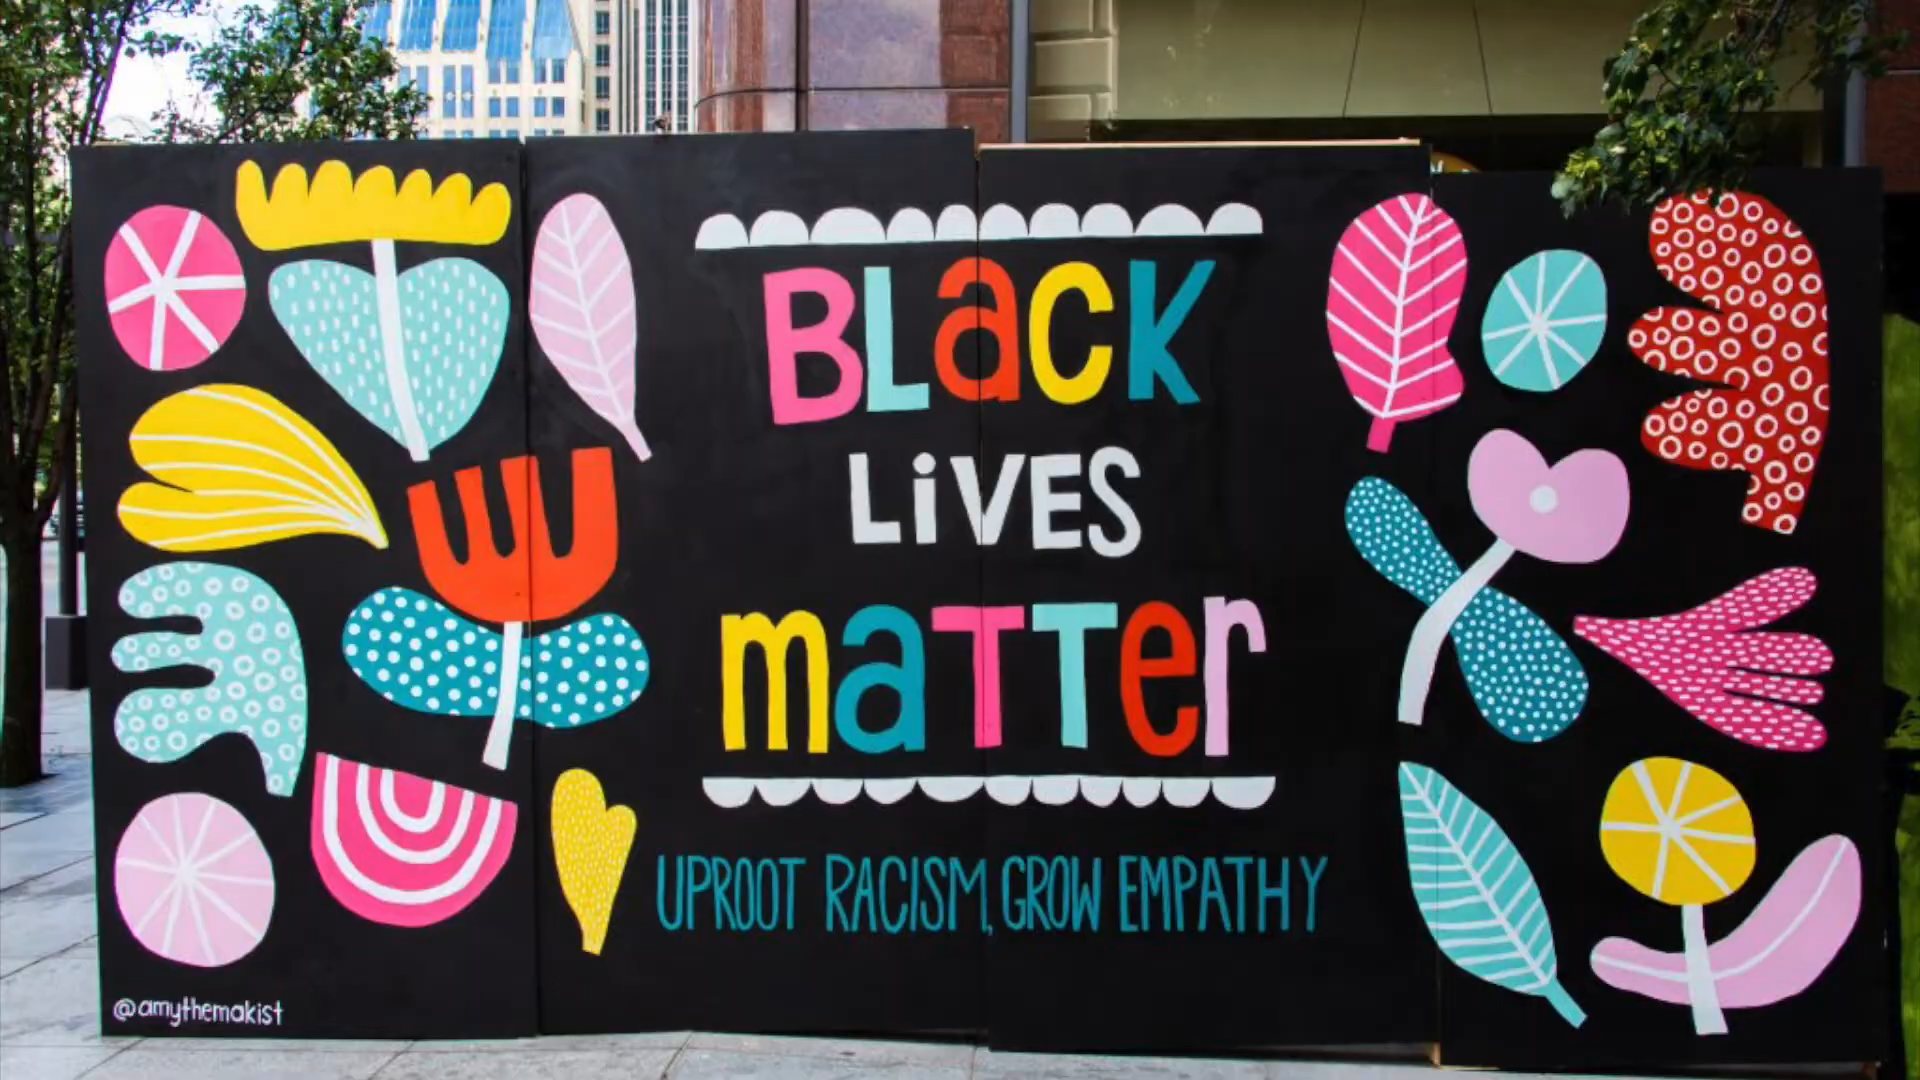 BLaCK
LiVES
maTTer
UPROOT RACISM, GROW EMPATHY
@amythemakist